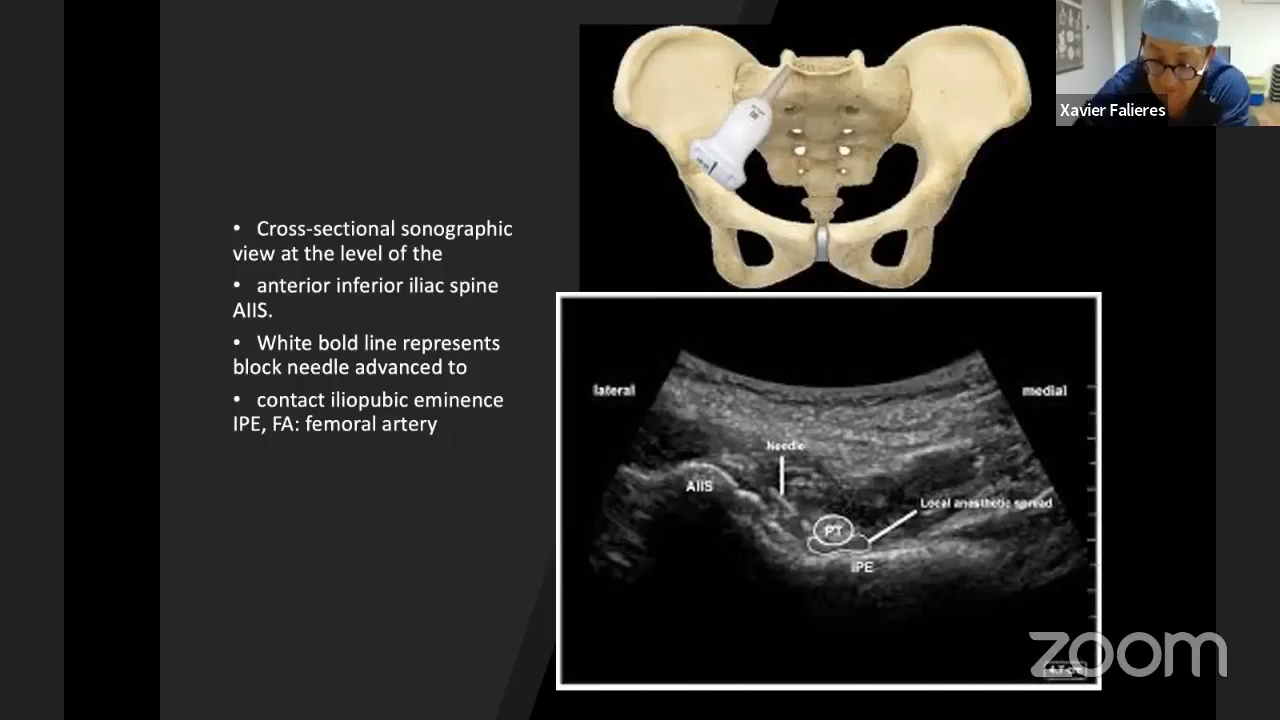 Xavier Falieres
• Cross-sectional sonographic
view at the level of the
• anterior inferior iliac spine
AIIS.
• White bold line represents
block needle advanced to
• contact iliopubic eminence
IPE, FA: femoral artery
lateral
medial
Needle
AIIS
Local anesthetic spread
PT
IPE
zoom